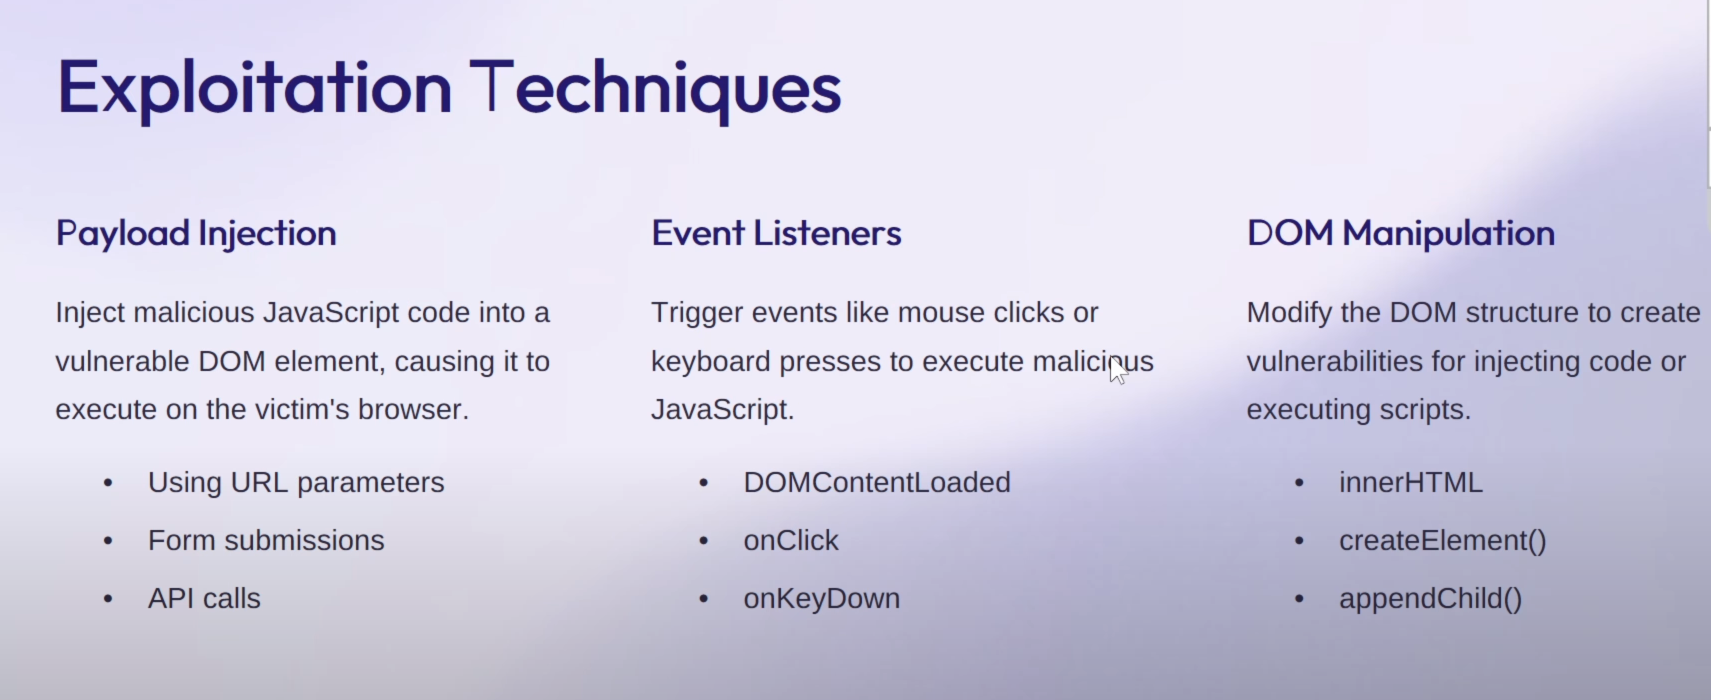 Exploitation Techniques
Payload Injection
Inject malicious JavaScript code into a
vulnerable DOM element, causing it to
execute on the victim's browser.
• Using URL parameters
• Form submissions
• API calls
Event Listeners
Trigger events like mouse clicks or
keyboard presses to execute malicious
JavaScript.
• DOMContentLoaded
• onClick
• onKeyDown
DOM Manipulation
Modify the DOM structure to create
vulnerabilities for injecting code or
executing scripts.
• innerHTML
• createElement()
• appendChild()